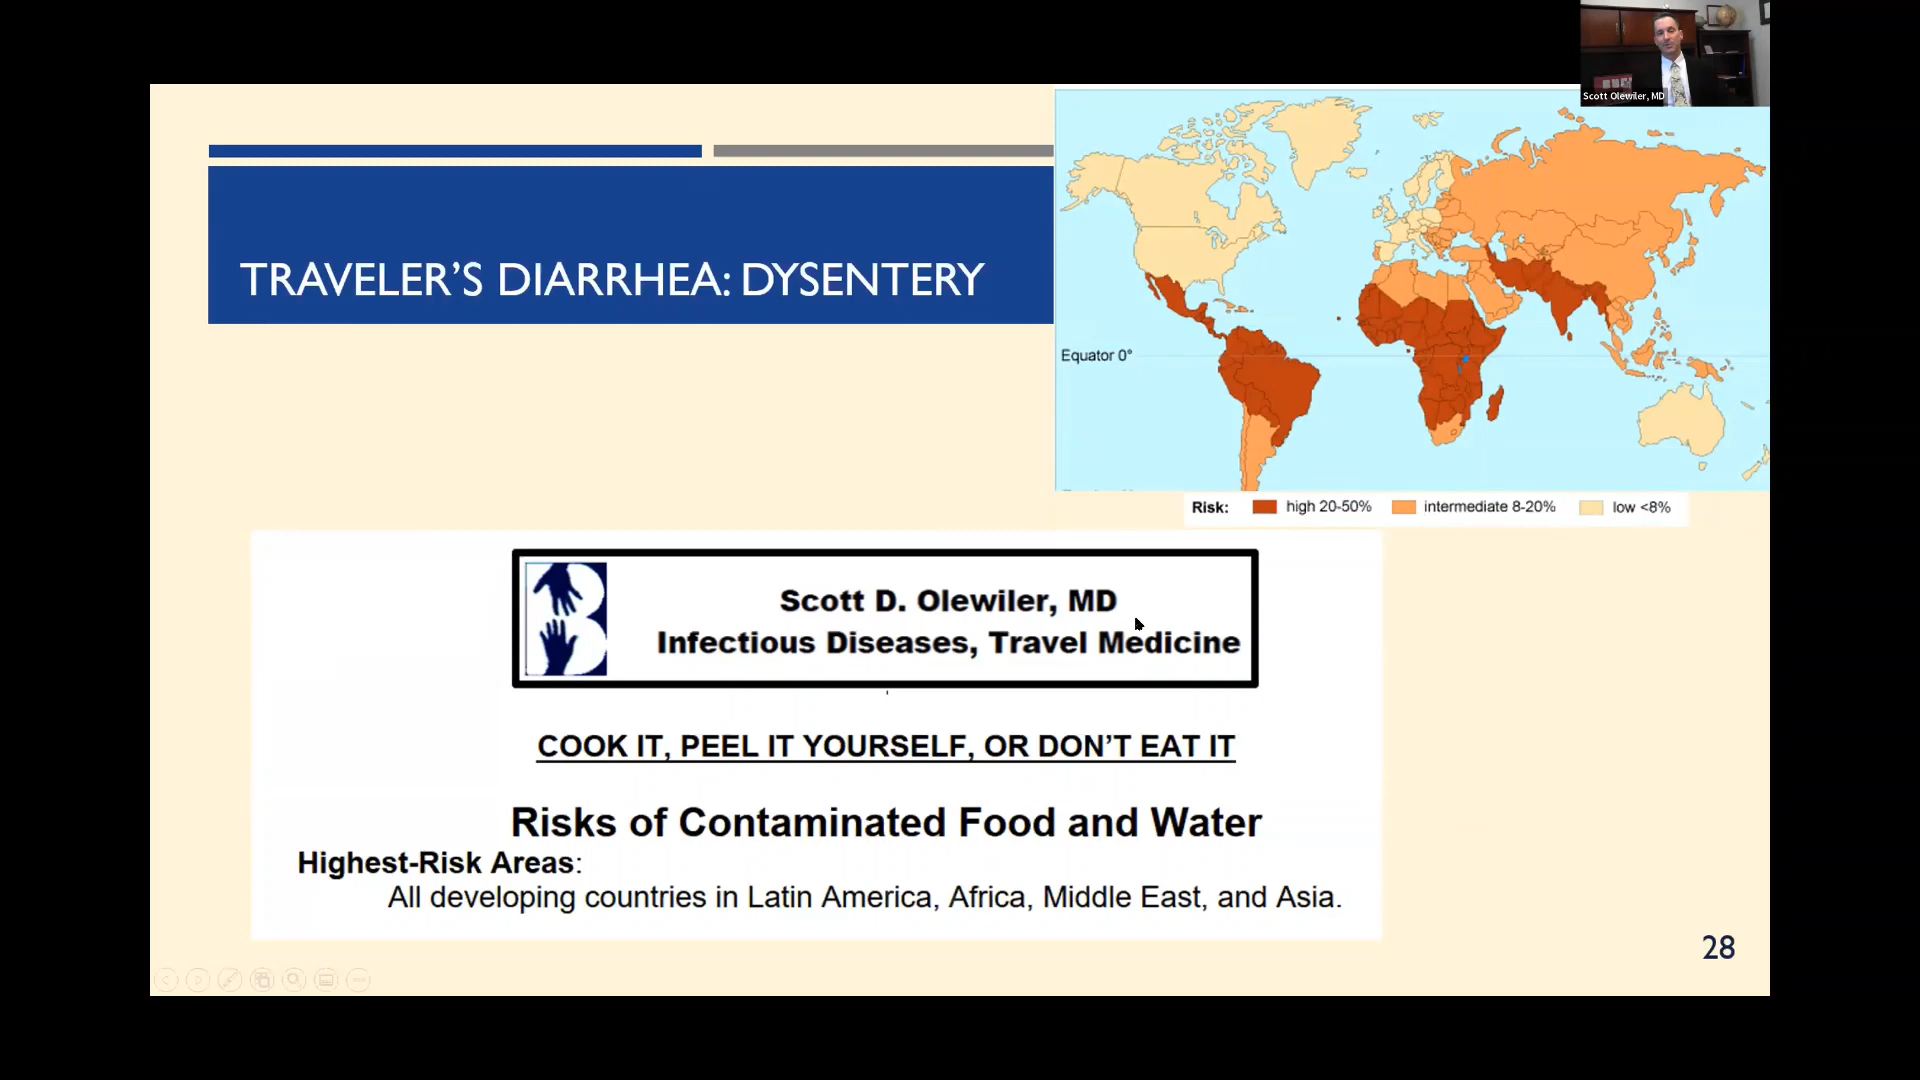 Scott Olewiler, MD
TRAVELER'S DIARRHEA: DYSENTERY
Equator 0°
Risk: high 20-50% intermediate 8-20% low <8%
Scott D. Olewiler, MD
Infectious Diseases, Travel Medicine
COOK IT, PEEL IT YOURSELF, OR DON'T EAT IT
Risks of Contaminated Food and Water
Highest-Risk Areas:
All developing countries in Latin America, Africa, Middle East, and Asia.
28